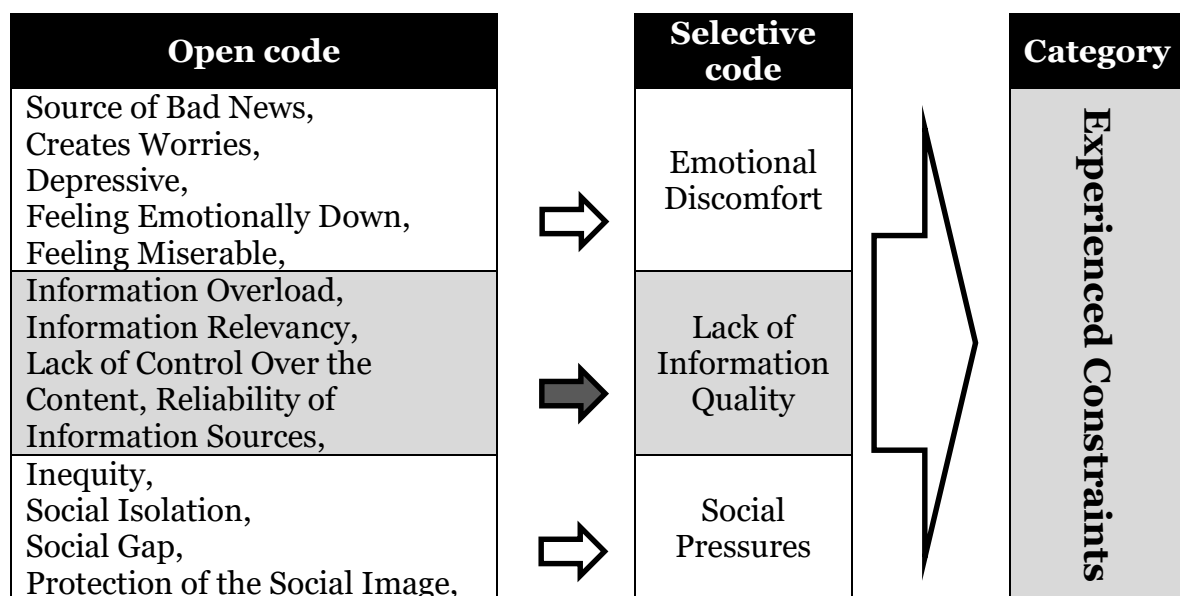 Open code
Source of Bad News,
Creates Worries,
Depressive,
Feeling Emotionally Down,
Feeling Miserable,
Information Overload,
Information Relevancy,
Lack of Control Over the
Content, Reliability of
Information Sources,
Inequity,
Social Isolation,
Social Gap,
Protection of the Social Image,
Selective
code
Emotional
Discomfort
Lack of
Information
Quality
Social
Pressures
Category
Experienced Constraints